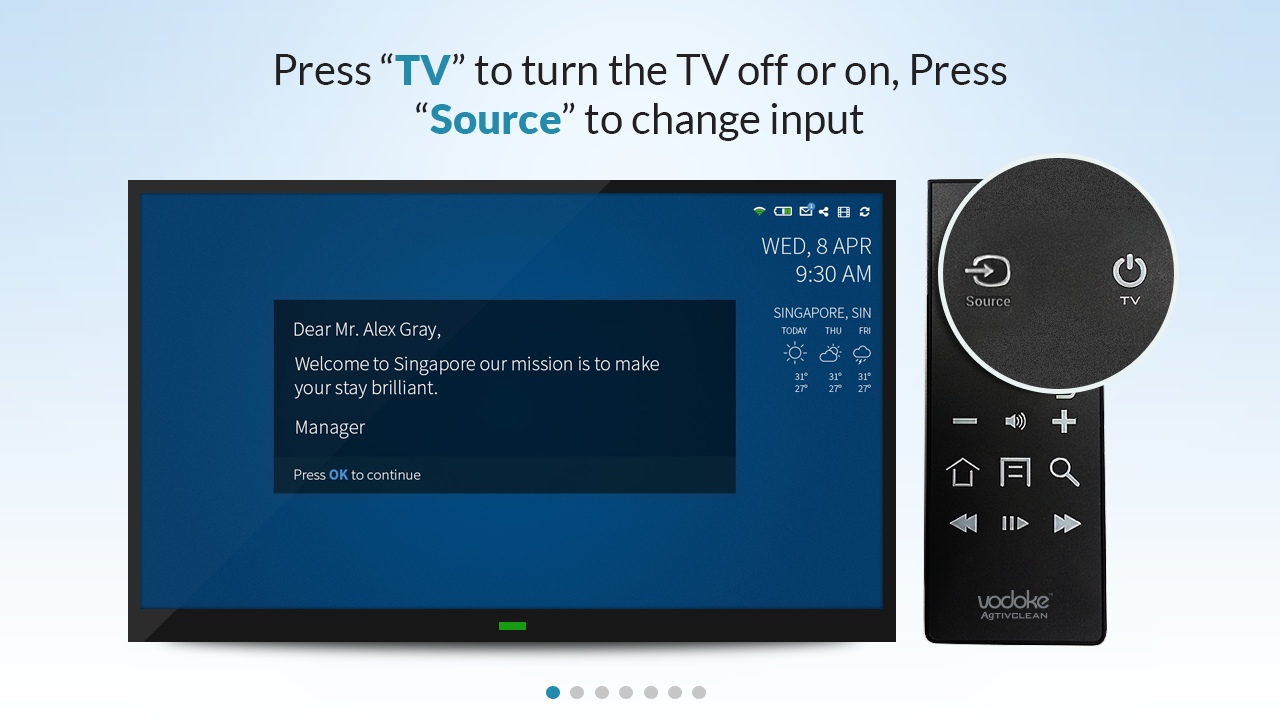 Press “TV” to turn the TV off or on, Press
“Source” to change input
1
WED, 8 APR
9:30 AM
SINGAPORE, SIN
TODAY THU FRI
31° 31° 31°
27° 27° 27°
Dear Mr. Alex Gray,
Welcome to Singapore our mission is to make
your stay brilliant.
Manager
Press OK to continue
Source TV
vodoke™
AgTIVCLEAN